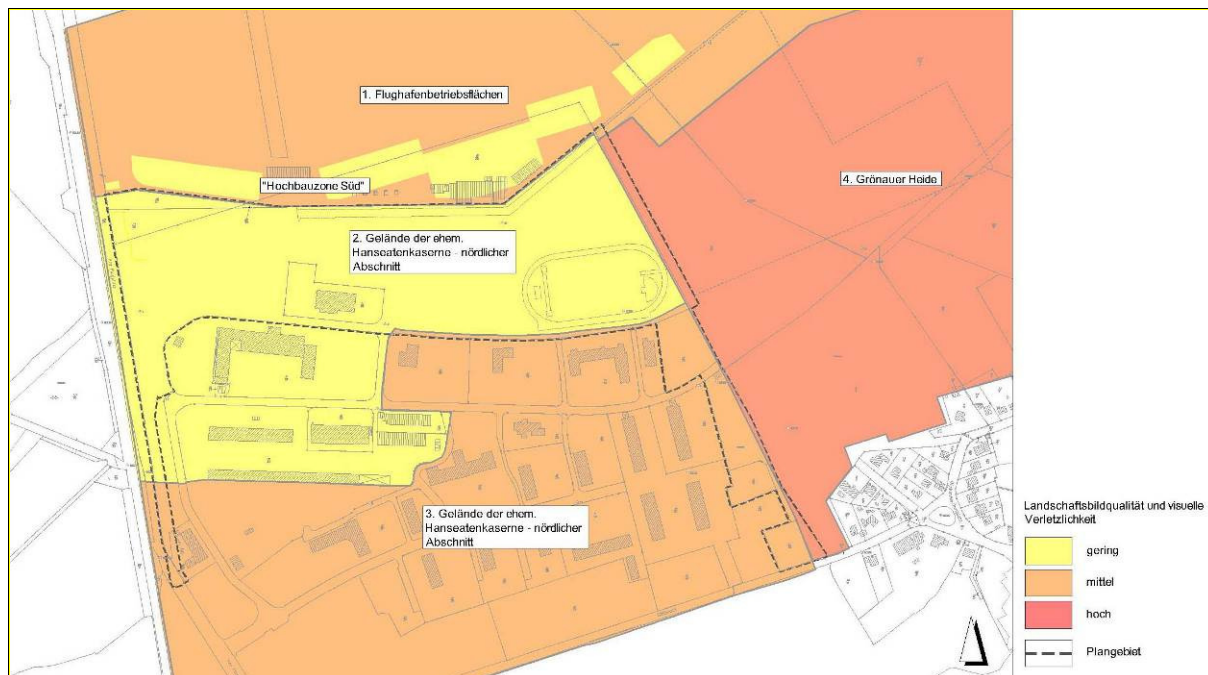 1. Flughafenbetriebsflächen
"Hochbauzone Süd"
4. Grönauer Heide
2. Gelände der ehem.
Hanseatenkaserne - nördlicher
Abschnitt
3. Gelände der ehem.
Hanseatenkaserne - nördlicher
Abschnitt
Landschaftsbildqualität und visuelle
Verletzlichkeit
gering
mittel
hoch
Plangebiet